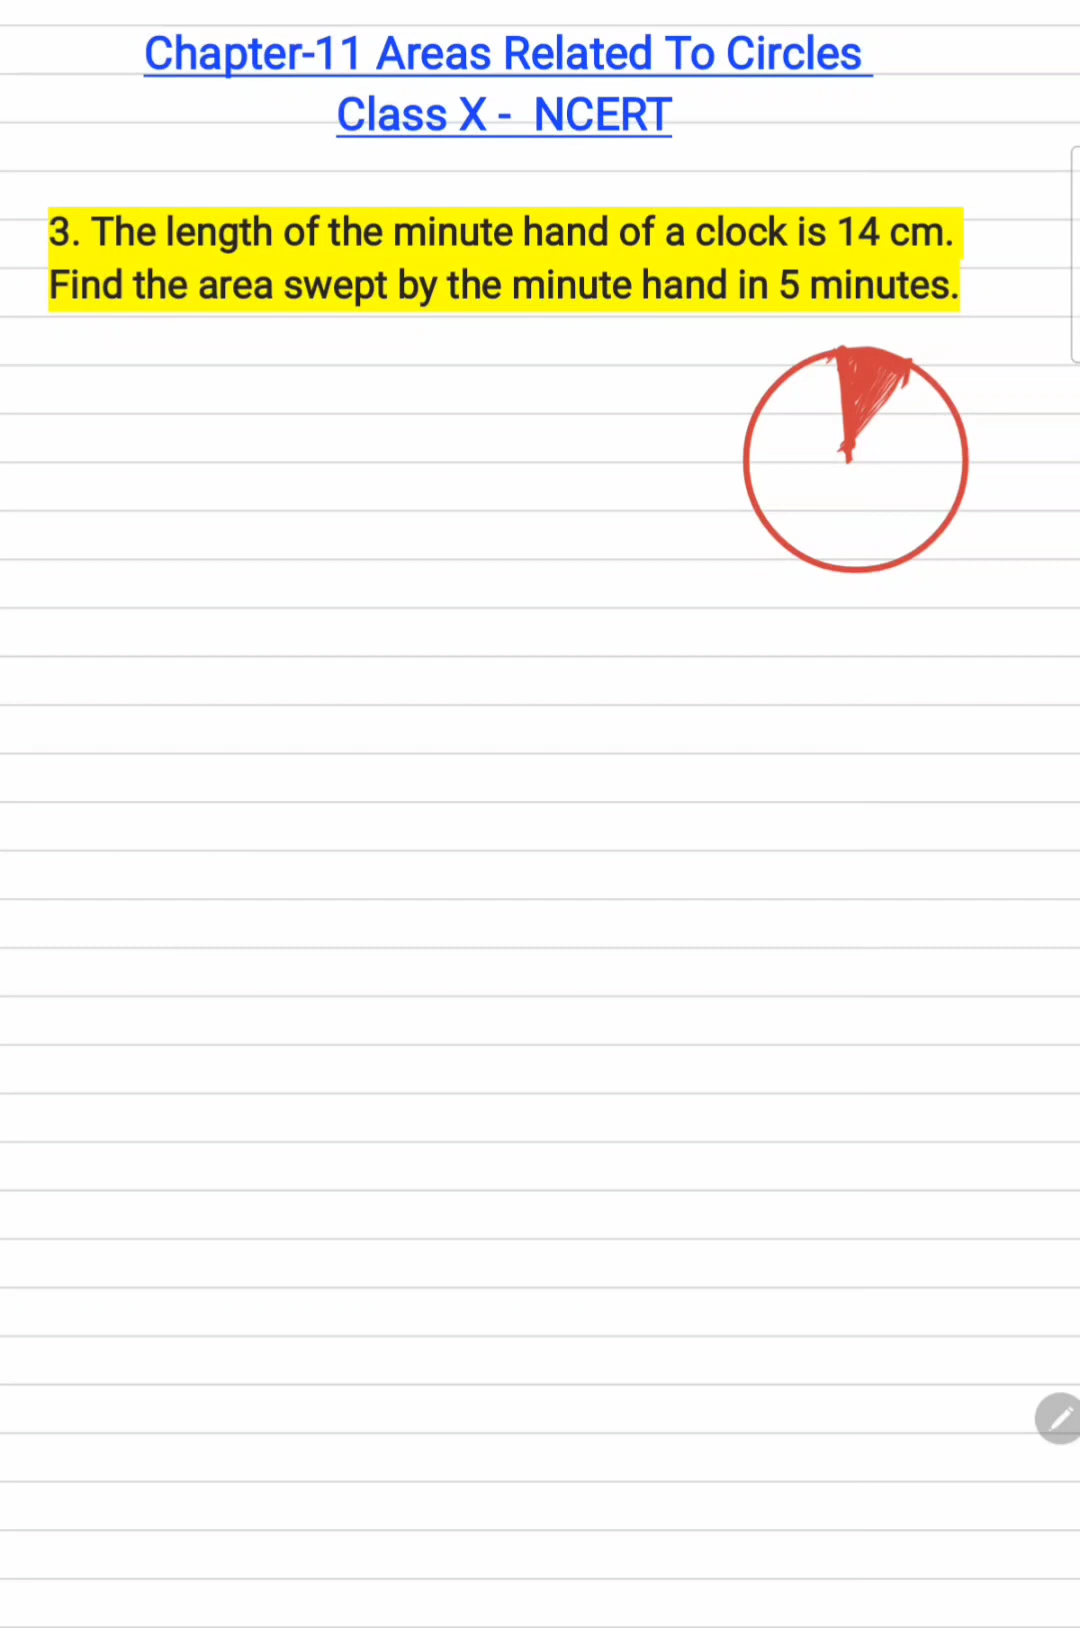 Chapter-11 Areas Related To Circles
Class X - NCERT
3. The length of the minute hand of a clock is 14 cm.
Find the area swept by the minute hand in 5 minutes.